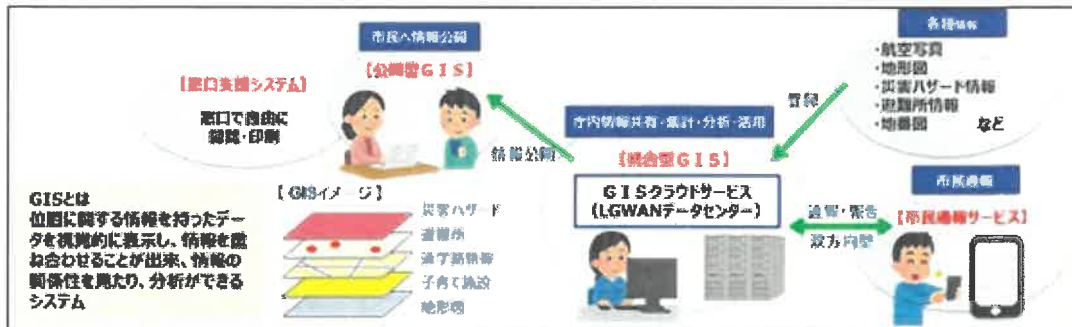 市民へ情報公開
【公開型GIS】
【窓口支援システム】
窓口で自由に
閲覧・印刷
情報公開
各種情報
・航空写真
・地形図
・災害ハザード情報
・避難所情報
・地番図 など
登録
庁内情報共有・集計・分析・活用
【統合型GIS】
GISクラウドサービス
(LGWANデータセンター)
市民通報
【市民通報サービス】
通報・報告
双方向型
GISとは
位置に関する情報を持ったデー
タを視覚的に表示し、情報を重
ね合わせることが出来、情報の
関係性を見たり、分析ができる
システム
【GISイメージ】
災害ハザード
避難所
通学路情報
子育て施設
地形図